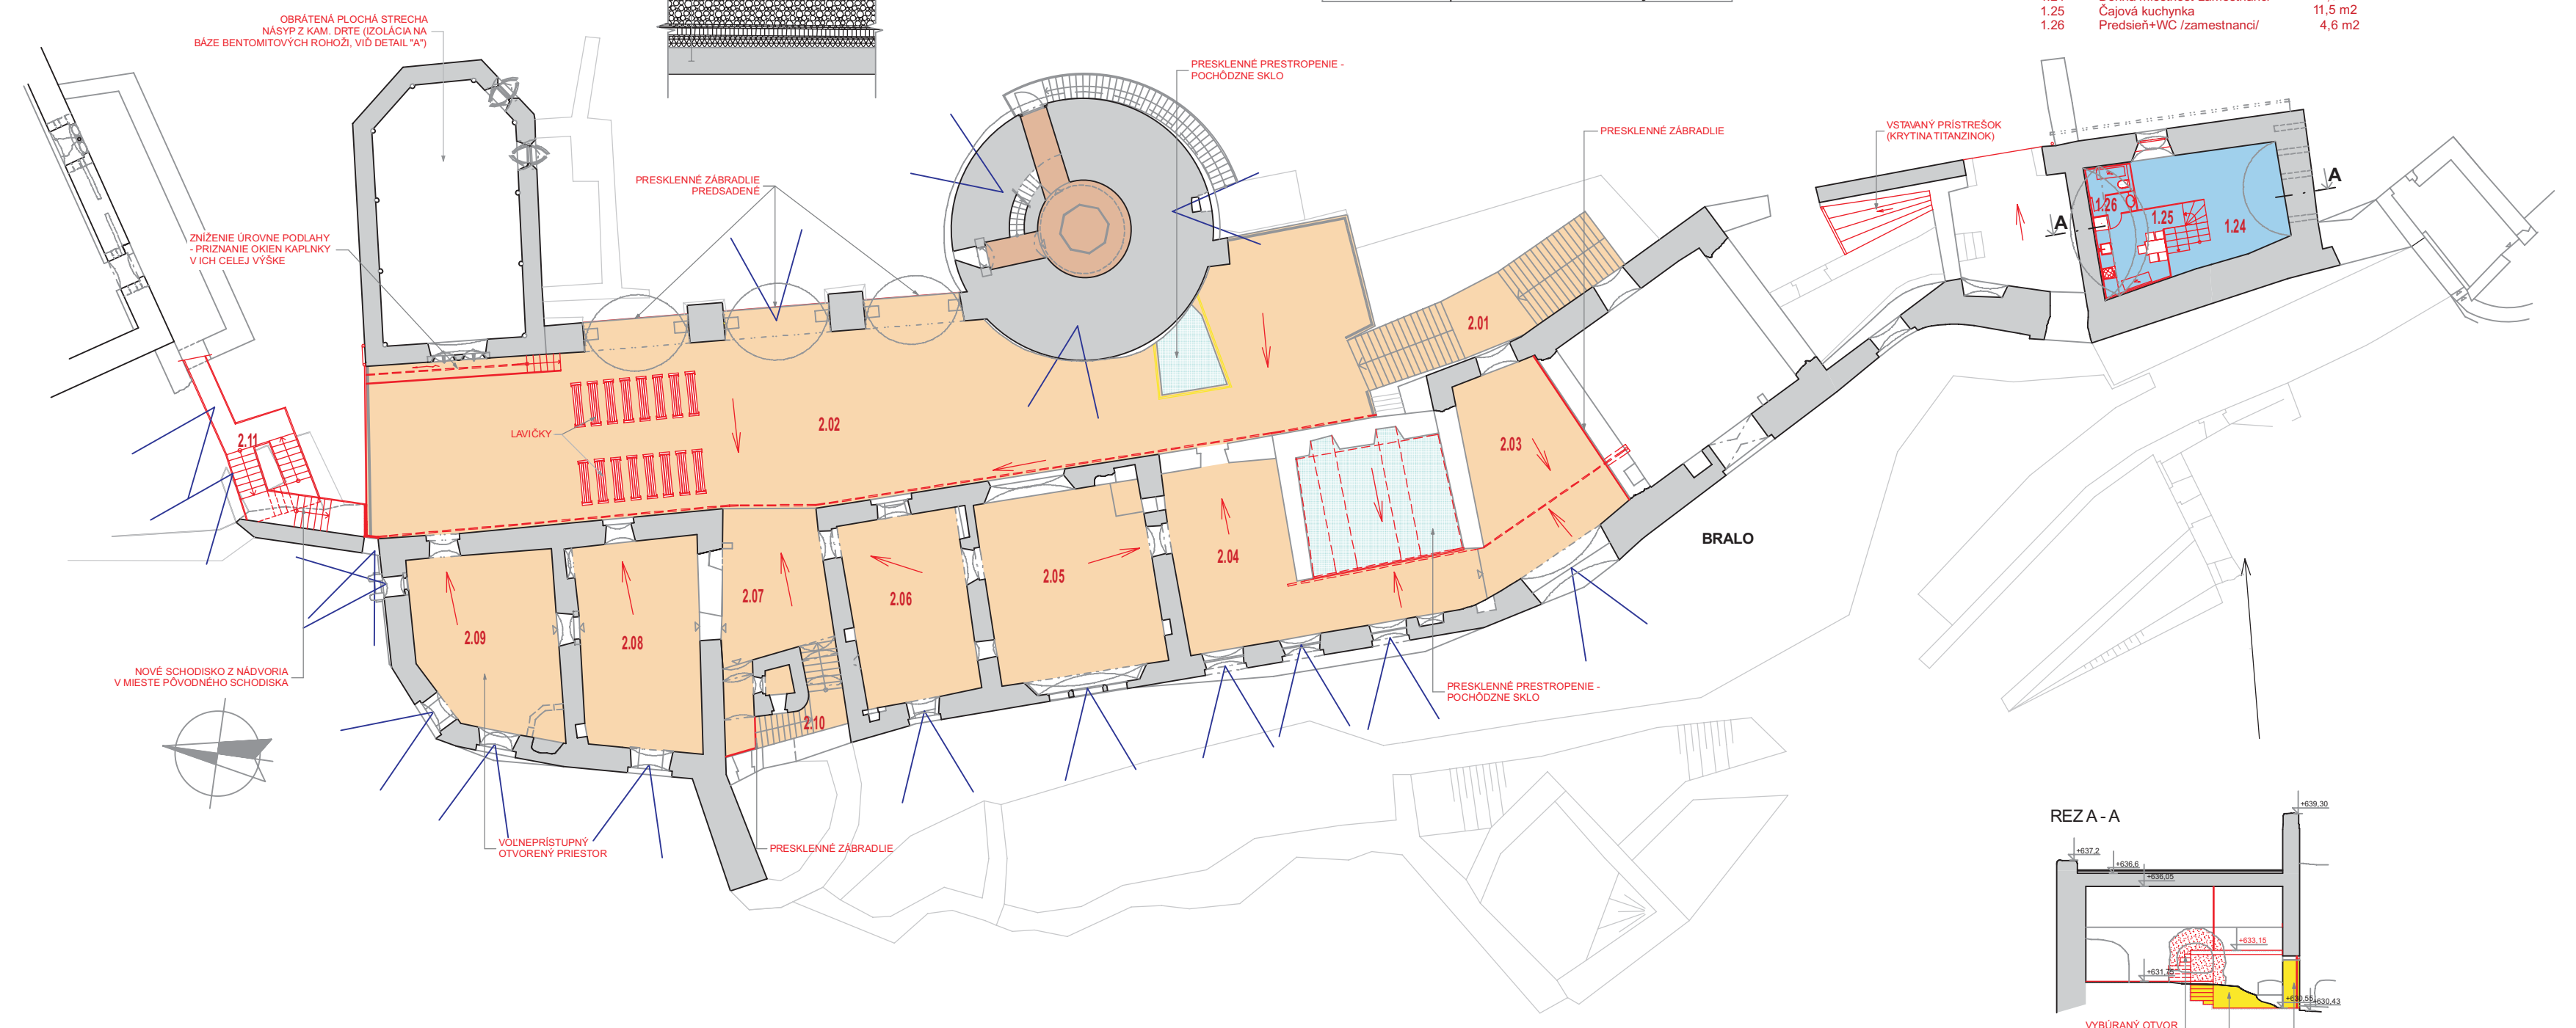 1.25 Čajová kuchynka 11,5 m2
1.26 Predsieň+WC /zamestnanci/ 4,6 m2
OBRÁTENÁ PLOCHÁ STRECHA
NÁSYP Z KAM. DRTE (IZOLÁCIA NA
BÁZE BENTOMITOVÝCH ROHOŽI, VIĎ DETAIL "A")
PRESKLENNÉ PRESTROPENIE -
POCHÔDZNE SKLO
PRESKLENNÉ ZÁBRADLIE
VSTAVANÝ PRÍSTREŠOK
(KRYTINA TITANZINOK)
PRESKLENNÉ ZÁBRADLIE
PREDSADENÉ
ZNÍŽENIE ÚROVNE PODLAHY
- PRIZNANIE OKIEN KAPLNKY
V ICH CELEJ VÝŠKE
A
A
1.26
1.25
1.24
2.01
2.02
2.03
LAVIČKY
2.11
BRALO
2.04
2.05
2.06
2.07
2.08
2.09
2.10
NOVÉ SCHODISKO Z NÁDVORIA
V MIESTE PÔVODNÉHO SCHODISKA
PRESKLENNÉ PRESTROPENIE -
POCHÔDZNE SKLO
VOĽNEPRÍSTUPNÝ
OTVORENÝ PRIESTOR
PRESKLENNÉ ZÁBRADLIE
REZ A - A
+639,30
+637,2
+636,6
+636,05
+633,15
+630,43
VYBÚRANÝ OTVOR